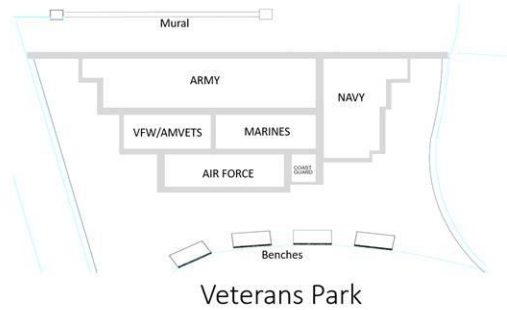 Mural
ARMY
NAVY
VFW/AMVETS
MARINES
AIR FORCE
COAST
GUARD
Benches
Veterans Park